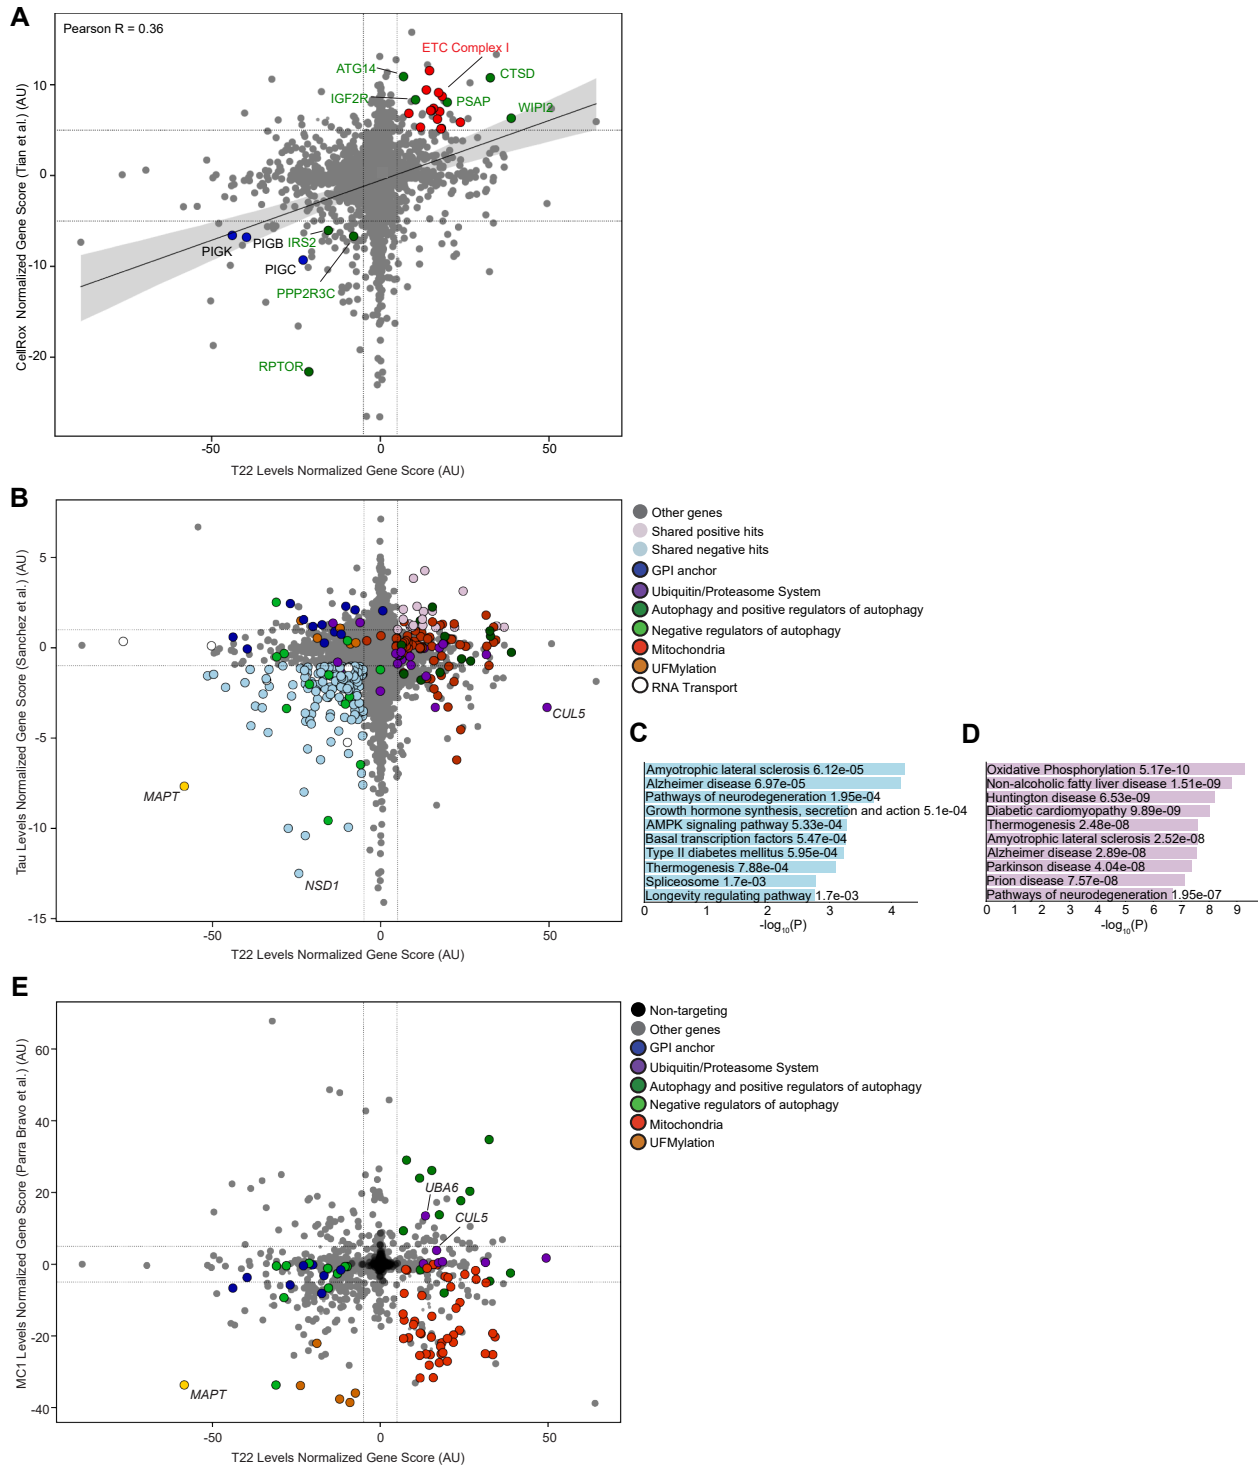 A
Pearson R = 0.36
ETC Complex I
ATG14
CTSD
IGF2R
PSAP
WIPI2
PIGK
PIGB
IRS2
PIGC
PPP2R3C
RPTOR
10
0
-10
-20
-50
0
50
CellRox Normalized Gene Score (Tian et al.) (AU)
T22 Levels Normalized Gene Score (AU)
B
5
0
-5
-10
-15
-50
0
50
MAPT
NSD1
CUL5
Tau Levels Normalized Gene Score (Sanchez et al.) (AU)
T22 Levels Normalized Gene Score (AU)
Other genes
Shared positive hits
Shared negative hits
GPI anchor
Ubiquitin/Proteasome System
Autophagy and positive regulators of autophagy
Negative regulators of autophagy
Mitochondria
UFMylation
RNA Transport
C
Amyotrophic lateral sclerosis 6.12e-05
Alzheimer disease 6.97e-05
Pathways of neurodegeneration 1.95e-04
Growth hormone synthesis, secretion and action 5.1e-04
AMPK signaling pathway 5.33e-04
Basal transcription factors 5.47e-04
Type II diabetes mellitus 5.95e-04
Thermogenesis 7.88e-04
Spliceosome 1.7e-03
Longevity regulating pathway 1.7e-03
0 1 2 3 4
-log10(P)
D
Oxidative Phosphorylation 5.17e-10
Non-alcoholic fatty liver disease 1.51e-09
Huntington disease 6.53e-09
Diabetic cardiomyopathy 9.89e-09
Thermogenesis 2.48e-08
Amyotrophic lateral sclerosis 2.52e-08
Alzheimer disease 2.89e-08
Parkinson disease 4.04e-08
Prion disease 7.57e-08
Pathways of neurodegeneration 1.95e-07
0 1 2 3 4 5 6 7 8 9
-log10(P)
E
60
40
20
0
-20
-40
-50
0
50
UBA6
CUL5
MAPT
MC1 Levels Normalized Gene Score (Parra Bravo et al.) (AU)
T22 Levels Normalized Gene Score (AU)
Non-targeting
Other genes
GPI anchor
Ubiquitin/Proteasome System
Autophagy and positive regulators of autophagy
Negative regulators of autophagy
Mitochondria
UFMylation